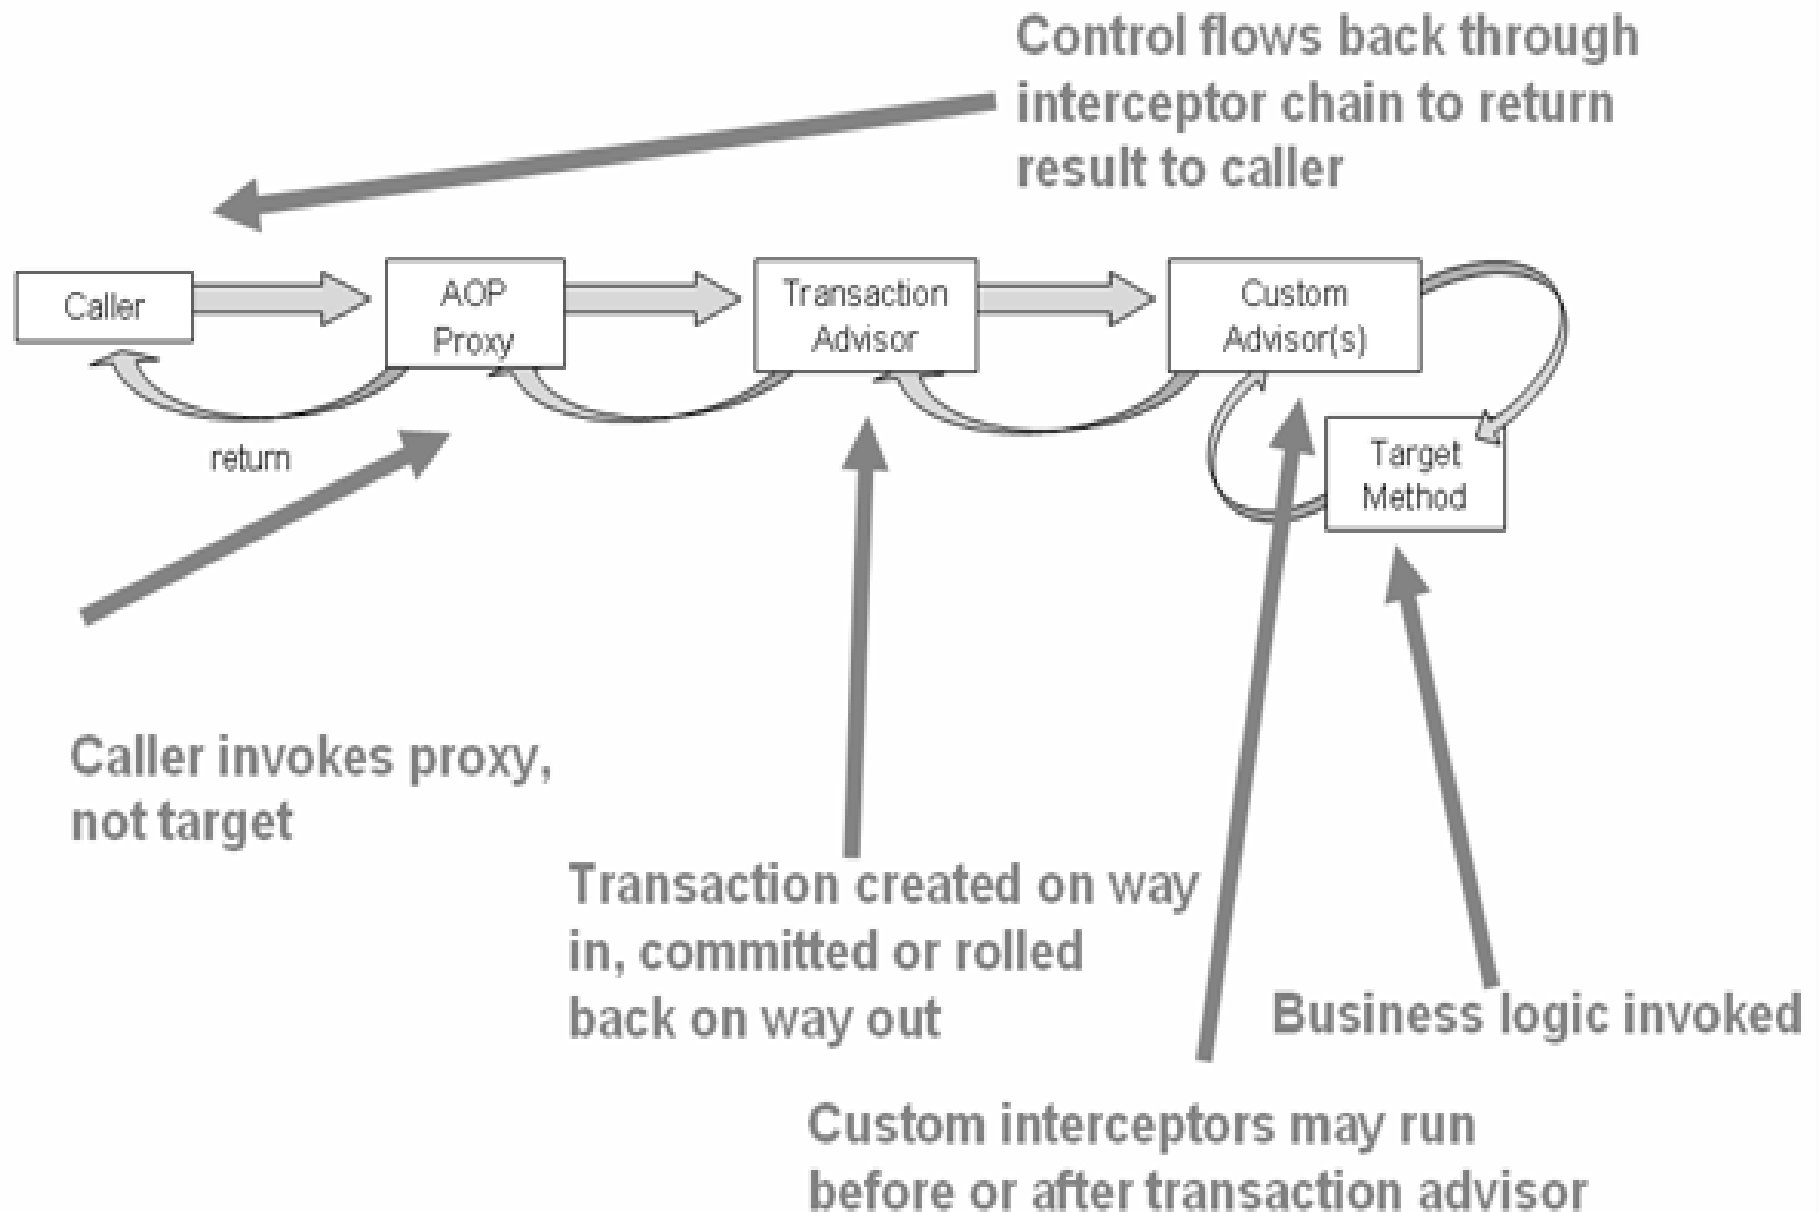 Control flows back through
interceptor chain to return
result to caller
Caller
AOP
Proxy
Transaction
Advisor
Custom
Advisor(s)
return
Target
Method
Caller invokes proxy,
not target
Transaction created on way
in, committed or rolled
back on way out
Business logic invoked
Custom interceptors may run
before or after transaction advisor